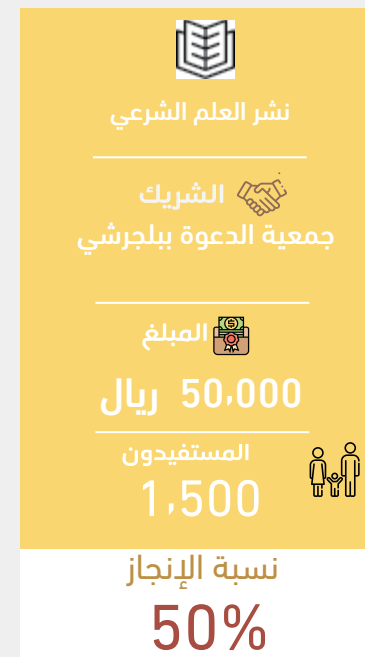 نشر العلم الشرعي
الشريك
جمعية الدعوة ببلجرشي
المبلغ
50،000 ريال
المستفيدون
1،500
نسبة الإنجاز
50%